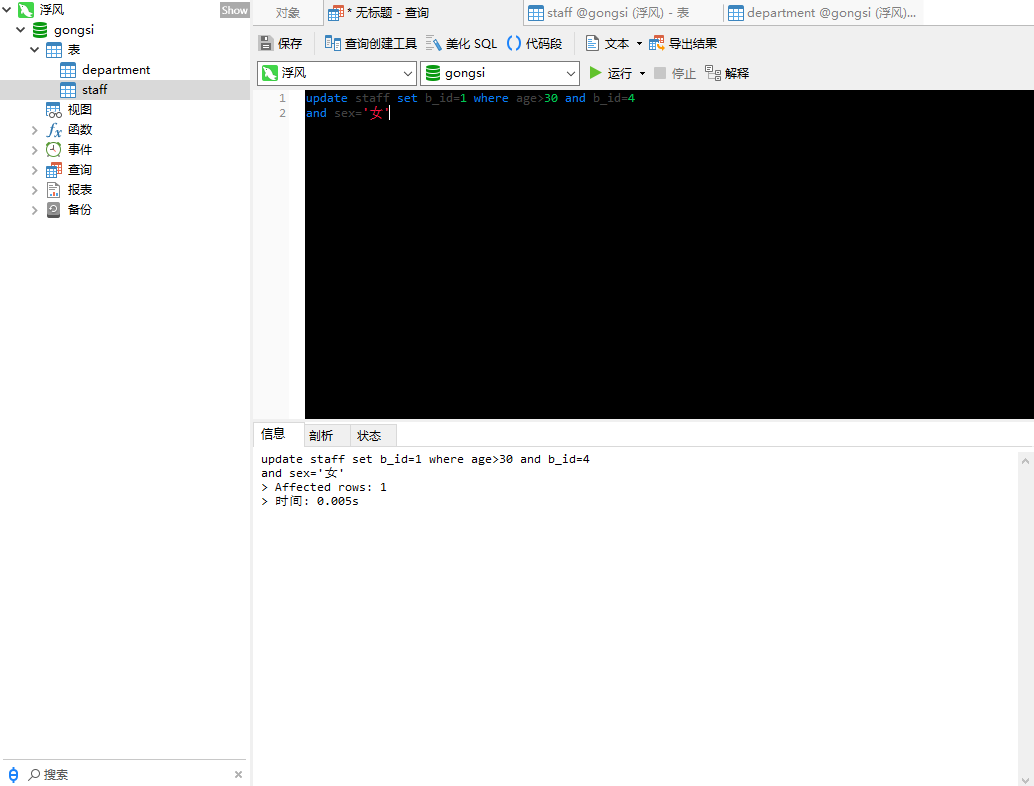 浮风
Show
gongsi
表
department
staff
视图
函数
事件
查询
报表
备份
搜索
对象
* 无标题 - 查询
staff @gongsi (浮风) - 表
department @gongsi (浮风)...
保存
查询创建工具
美化 SQL
() 代码段
文本
导出结果
浮风
gongsi
运行
停止
解释
1 update staff set b_id=1 where age>30 and b_id=4
2 and sex='女'
信息
剖析
状态
update staff set b_id=1 where age>30 and b_id=4
and sex='女'
> Affected rows: 1
> 时间: 0.005s